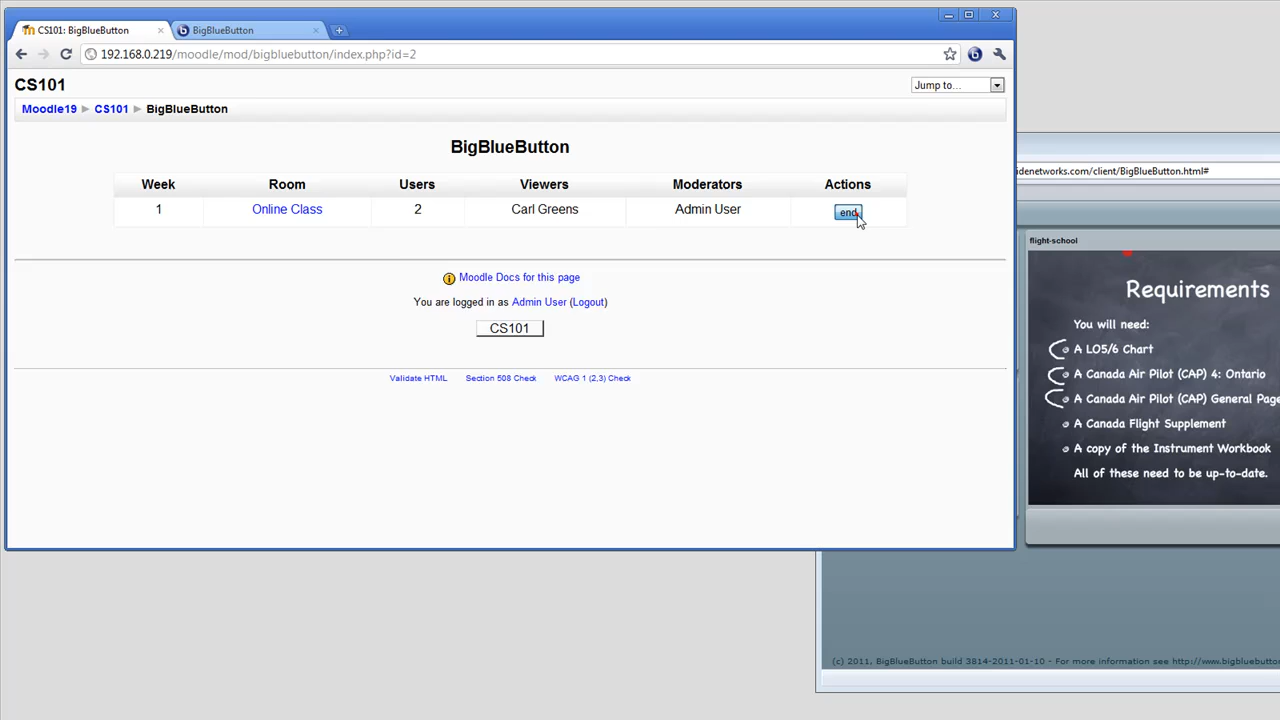 CS101: BigBlueButton
BigBlueButton
192.168.0.219/moodle/mod/bigbluebutton/index.php?id=2
CS101
Jump to...
Moodle19 ► CS101 ► BigBlueButton
BigBlueButton
Week Room Users Viewers Moderators Actions
1 Online Class 2 Carl Greens Admin User end
Moodle Docs for this page
You are logged in as Admin User (Logout)
CS101
Validate HTML Section 508 Check WCAG 1 (2,3) Check
idenetworks.com/client/BigBlueButton.html#
flight-school
Requirements
You will need:
A LO5/6 Chart
A Canada Air Pilot (CAP) 4: Ontario
A Canada Air Pilot (CAP) General Page
A Canada Flight Supplement
A copy of the Instrument Workbook
All of these need to be up-to-date.
(c) 2011, BigBlueButton build 3814-2011-01-10 - For more information see http://www.bigbluebutton